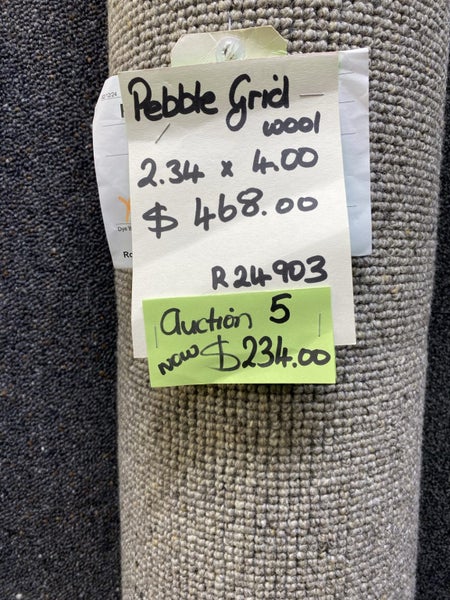 Pebble Grid
wool
2.34 x 4.00
$ 468.00
R24903
Auction 5
NOW $234.00